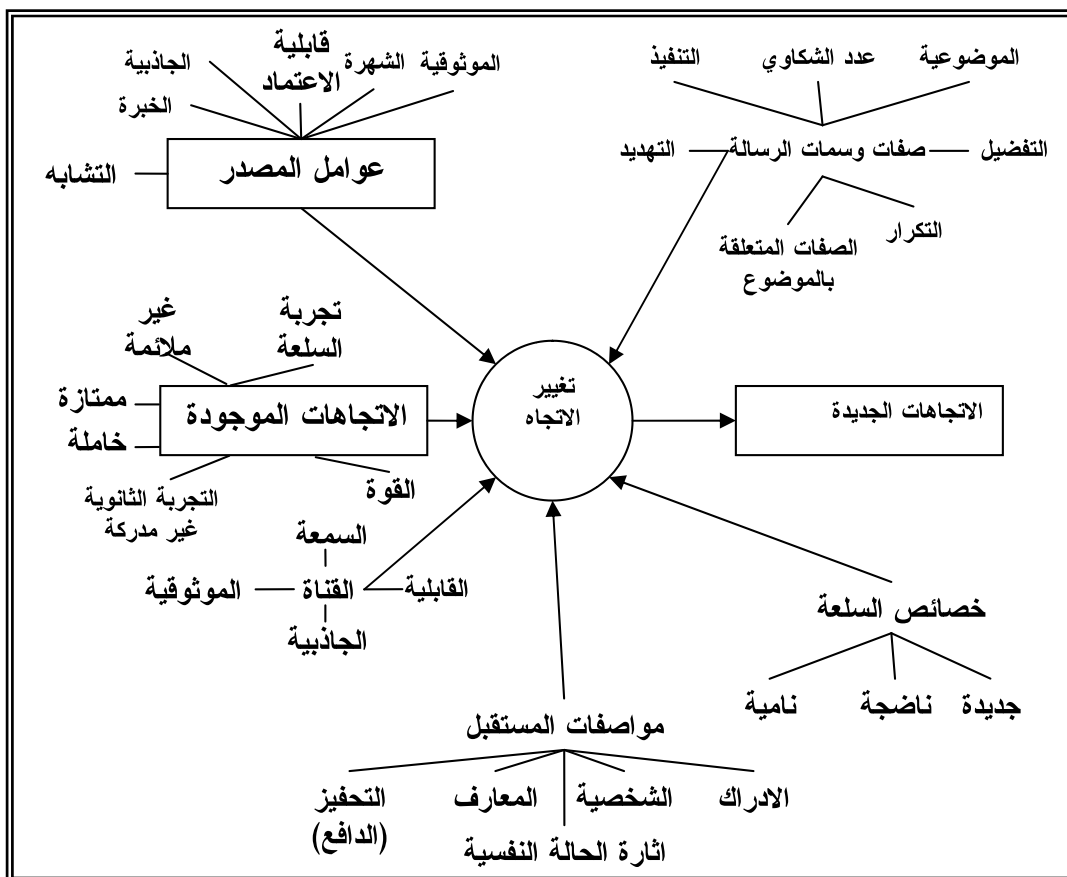 الموثوقية
الشهرة
قابلية
الاعتماد
الجاذبية
الخبرة
عوامل المصدر
التشابه
الموضوعية
عدد الشكاوي
التنفيذ
التفضيل
صفات وسمات الرسالة
التهديد
التكرار
الصفات المتعلقة
بالموضوع
تجربة
السلعة
غير
ملائمة
ممتازة
خاملة
الاتجاهات الموجودة
القوة
التجربة الثانوية
غير مدركة
تغيير
الاتجاه
الاتجاهات الجديدة
السمعة
القابلية
القناة
الموثوقية
الجاذبية
خصائص السلعة
جديدة
ناضجة
نامية
مواصفات المستقبل
الادراك
الشخصية
المعارف
التحفيز
(الدافع)
اثارة الحالة النفسية